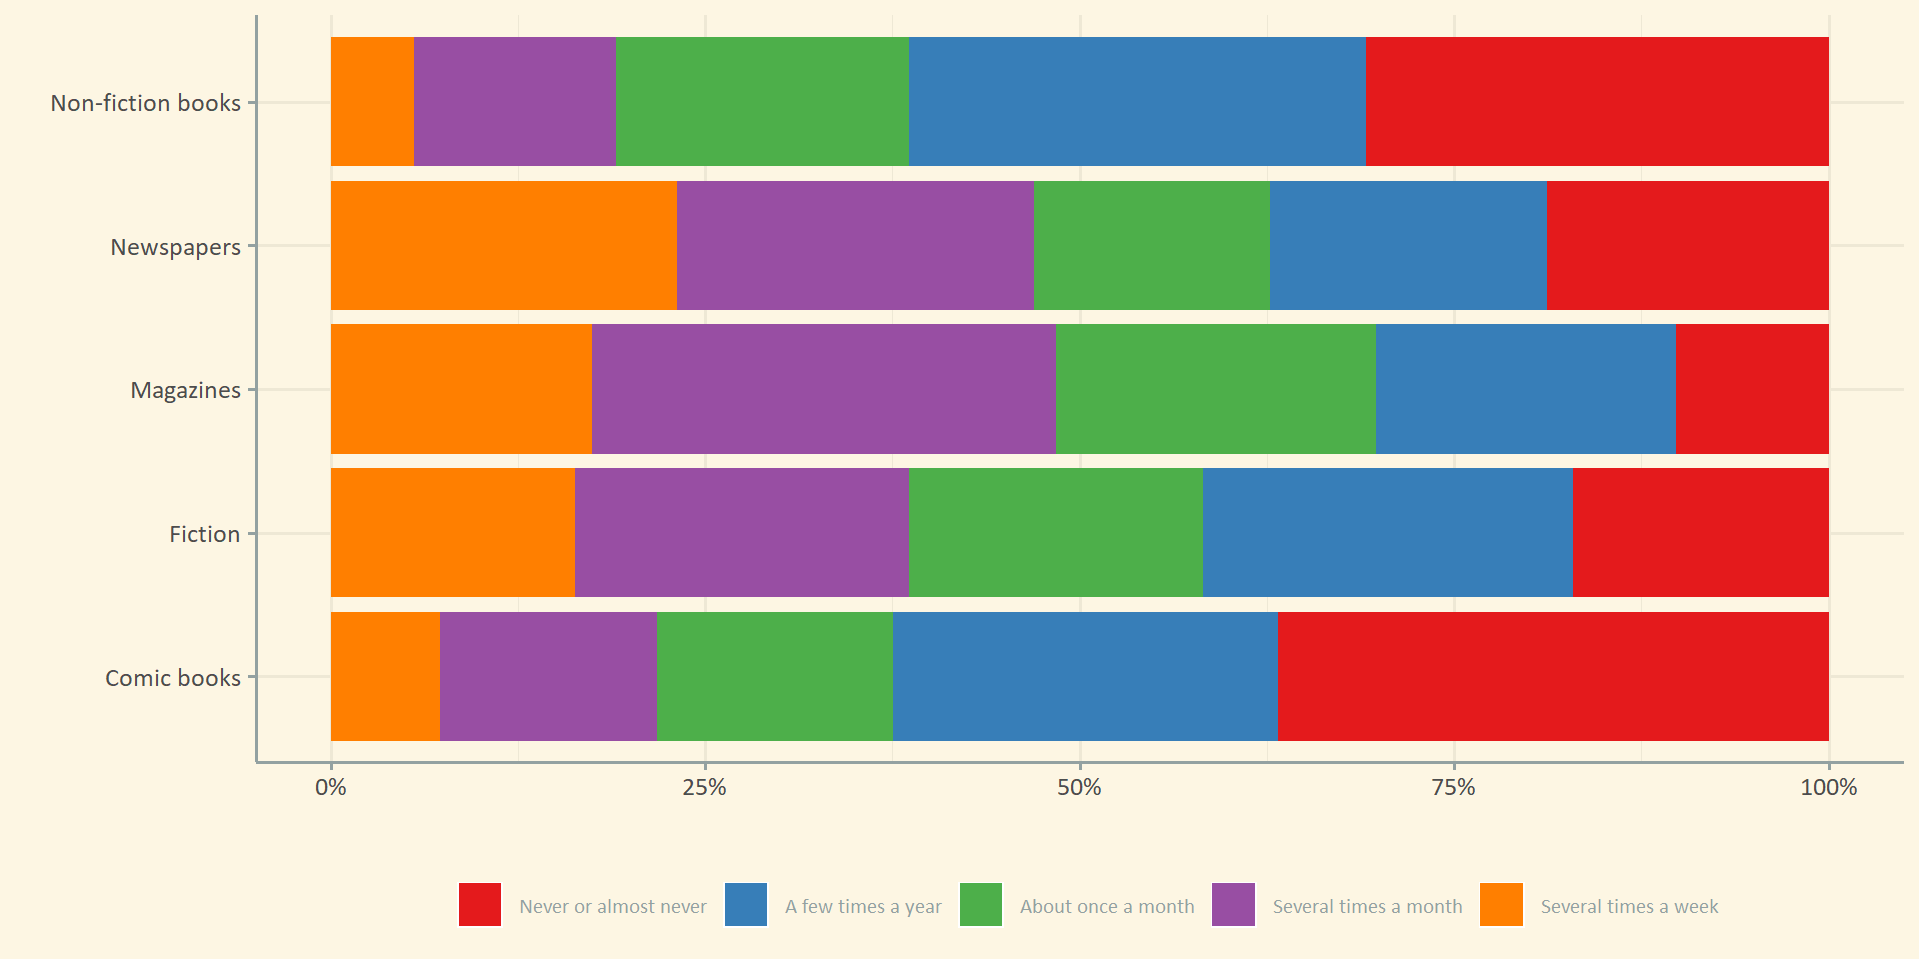 Non-fiction books
Newspapers
Magazines
Fiction
Comic books
0% 25% 50% 75% 100%
Never or almost never A few times a year About once a month Several times a month Several times a week